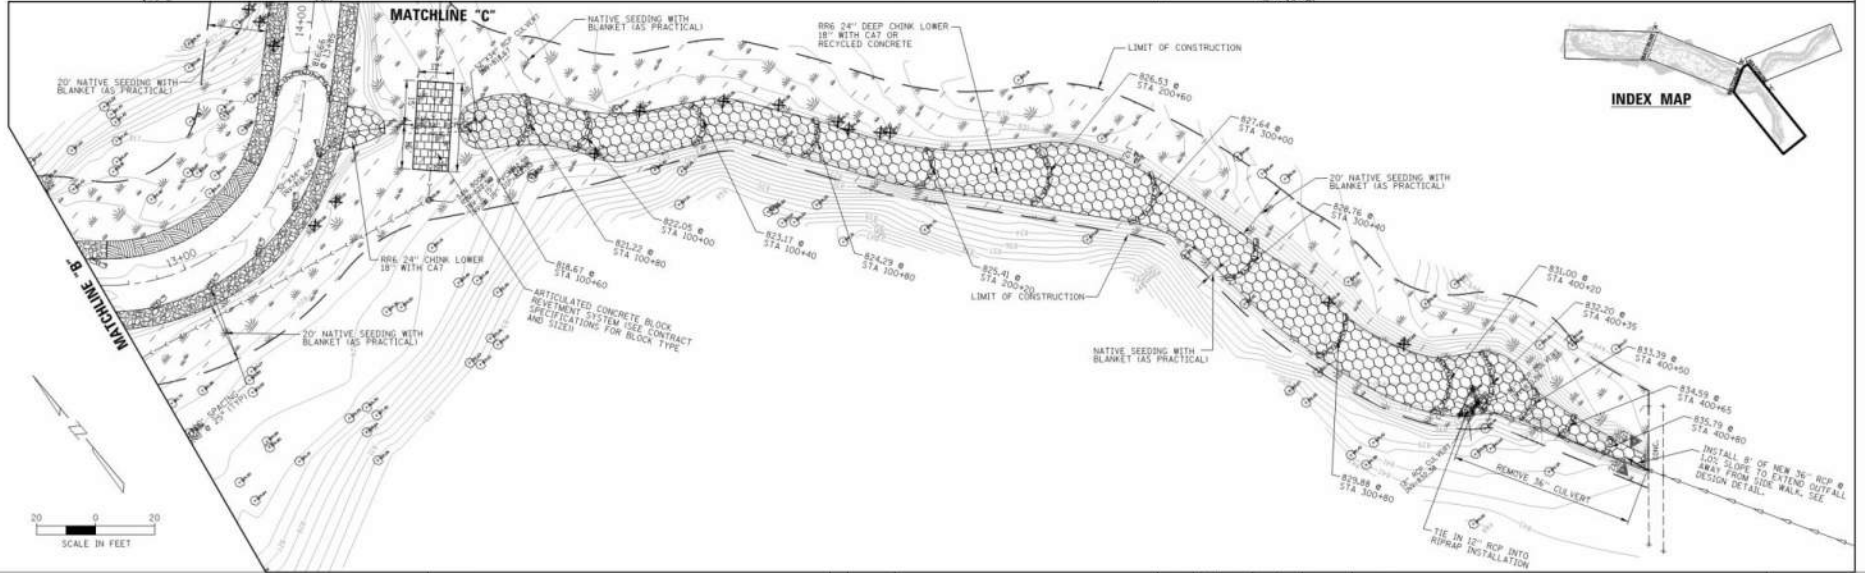 MATCHLINE "C"
14+00
816.66
@ 13+85
NATIVE SEEDING WITH
BLANKET (AS PRACTICAL)
RR6 24" DEEP CHINK LOWER
18" WITH CA7 OR
RECYCLED CONCRETE
LIMIT OF CONSTRUCTION
INDEX MAP
20' NATIVE SEEDING WITH
BLANKET (AS PRACTICAL)
826.53 @
STA 200+60
827.64 @
STA 300+00
20' NATIVE SEEDING WITH
BLANKET (AS PRACTICAL)
828.76 @
STA 300+40
13+00
RR6 24" CHINK LOWER
18" WITH CA7
818.67 @
STA 100+60
821.22 @
STA 100+80
822.05 @
STA 100+00
823.17 @
STA 100+40
824.29 @
STA 100+80
825.41 @
STA 200+20
LIMIT OF CONSTRUCTION
831.00 @
STA 400+20
832.20 @
STA 400+35
833.39 @
STA 400+50
834.59 @
STA 400+65
835.79 @
STA 400+80
MATCHLINE "B"
ARTICULATED CONCRETE BLOCK
REVETMENT SYSTEM (SEE CONTRACT
SPECIFICATIONS FOR BLOCK TYPE
AND SIZE)
20' NATIVE SEEDING WITH
BLANKET (AS PRACTICAL)
NATIVE SEEDING WITH
BLANKET (AS PRACTICAL)
SPACING
@ 25' (TYP)
829.88 @
STA 300+80
REMOVE 36" CULVERT
INSTALL 8' OF NEW 36" RCP @
1.0% SLOPE TO EXTEND OUTFALL
AWAY FROM SIDE WALK. SEE
DESIGN DETAIL.
TIE IN 12" RCP INTO
RIPRAP INSTALLATION
20 0 20
SCALE IN FEET